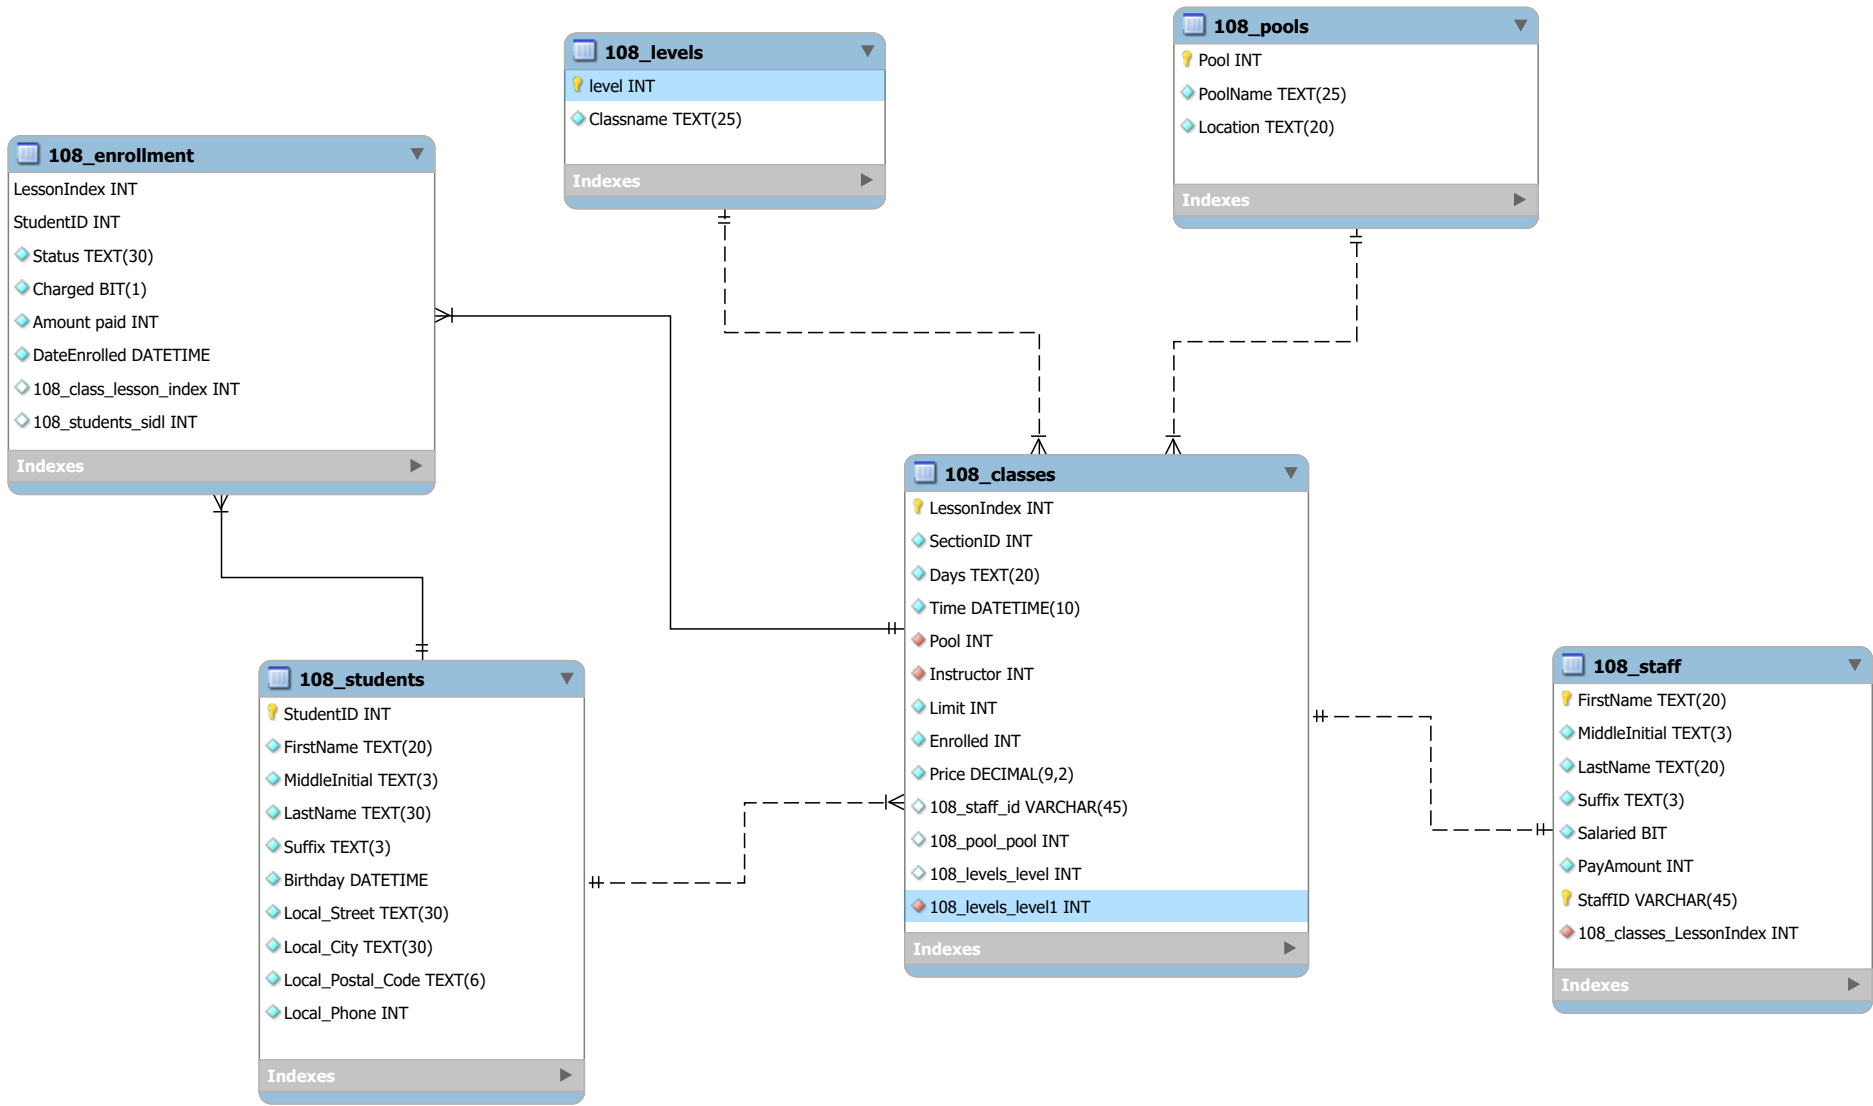 108_levels
level INT
Classname TEXT(25)
Indexes
108_pools
Pool INT
PoolName TEXT(25)
Location TEXT(20)
Indexes
108_enrollment
LessonIndex INT
StudentID INT
Status TEXT(30)
Charged BIT(1)
Amount paid INT
DateEnrolled DATETIME
108_class_lesson_index INT
108_students_sidl INT
Indexes
108_classes
LessonIndex INT
SectionID INT
Days TEXT(20)
Time DATETIME(10)
Pool INT
Instructor INT
Limit INT
Enrolled INT
Price DECIMAL(9,2)
108_staff_id VARCHAR(45)
108_pool_pool INT
108_levels_level INT
108_levels_level1 INT
Indexes
108_students
StudentID INT
FirstName TEXT(20)
MiddleInitial TEXT(3)
LastName TEXT(30)
Suffix TEXT(3)
Birthday DATETIME
Local_Street TEXT(30)
Local_City TEXT(30)
Local_Postal_Code TEXT(6)
Local_Phone INT
Indexes
108_staff
FirstName TEXT(20)
MiddleInitial TEXT(3)
LastName TEXT(20)
Suffix TEXT(3)
Salaried BIT
PayAmount INT
StaffID VARCHAR(45)
108_classes_LessonIndex INT
Indexes